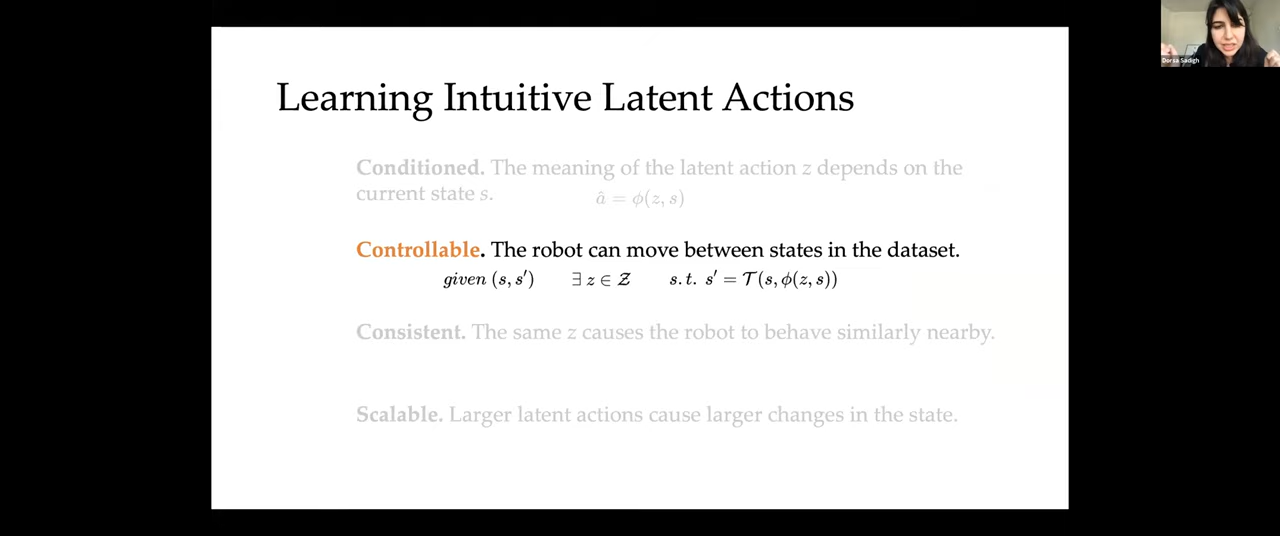 Dorsa Sadigh
Learning Intuitive Latent Actions
Conditioned. The meaning of the latent action z depends on the
current state s. â = ϕ(z, s)
Controllable. The robot can move between states in the dataset.
given (s, s′) ∃ z ∈ 𝒵 s.t. s′ = 𝒯(s, ϕ(z, s))
Consistent. The same z causes the robot to behave similarly nearby.
Scalable. Larger latent actions cause larger changes in the state.